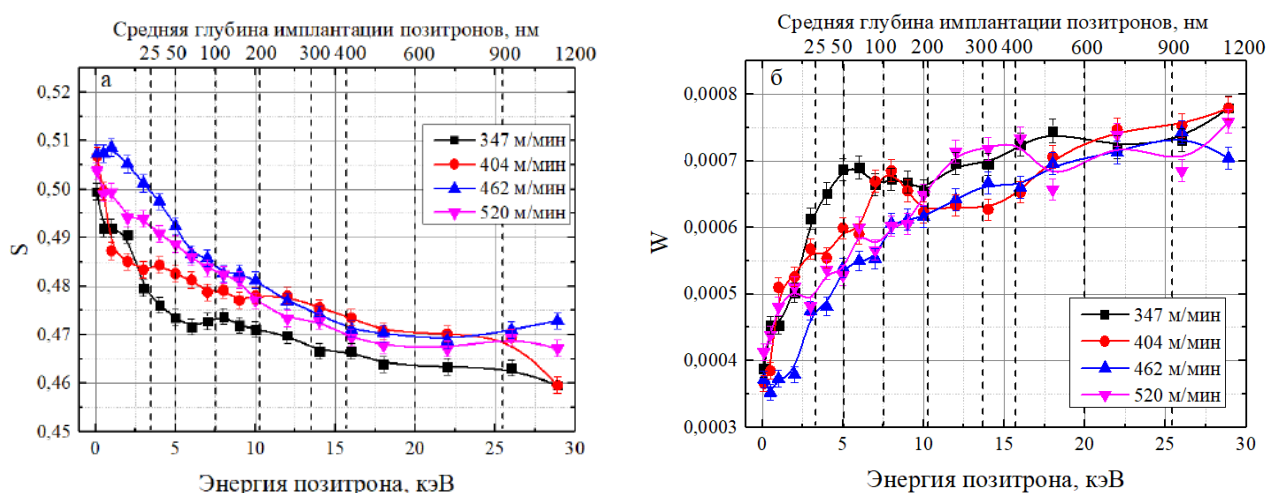 Средняя глубина имплантации позитронов, нм
25 50 100 200 300 400 600 900 1200
а
0,52
0,51
0,50
0,49
0,48
0,47
0,46
0,45
S
347 м/мин
404 м/мин
462 м/мин
520 м/мин
0 5 10 15 20 25 30
Энергия позитрона, кэВ
Средняя глубина имплантации позитронов, нм
25 50 100 200 300 400 600 900 1200
б
0,0008
0,0007
0,0006
0,0005
0,0004
0,0003
W
347 м/мин
404 м/мин
462 м/мин
520 м/мин
0 5 10 15 20 25 30
Энергия позитрона, кэВ